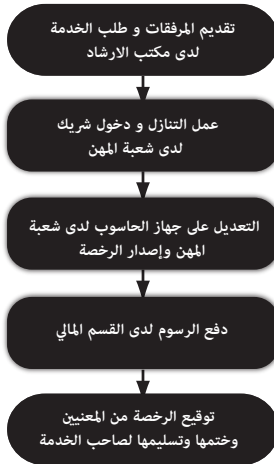 تقديم المرفقات و طلب الخدمة
لدى مكتب الارشاد
عمل التنازل و دخول شريك
لدى شعبة المهن
التعديل على جهاز الحاسوب لدى شعبة
المهن وإصدار الرخصة
دفع الرسوم لدى القسم المالي
توقيع الرخصة من المعنيين
وختمها وتسليمها لصاحب الخدمة